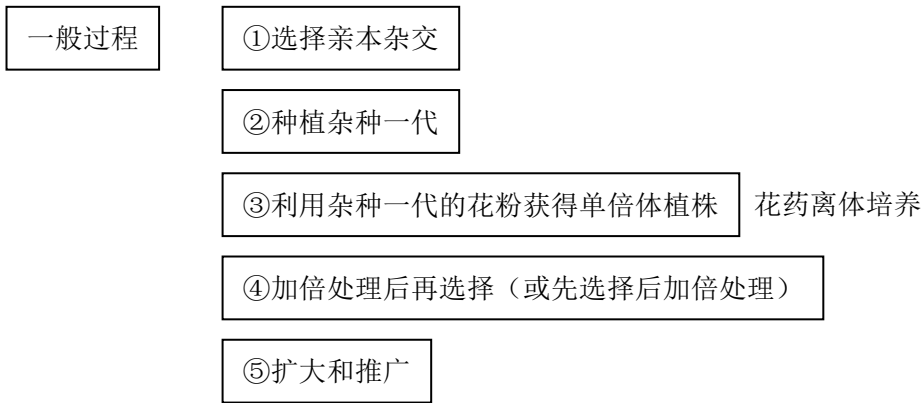 一般过程
①选择亲本杂交
②种植杂种一代
③利用杂种一代的花粉获得单倍体植株 花药离体培养
④加倍处理后再选择（或先选择后加倍处理）
⑤扩大和推广